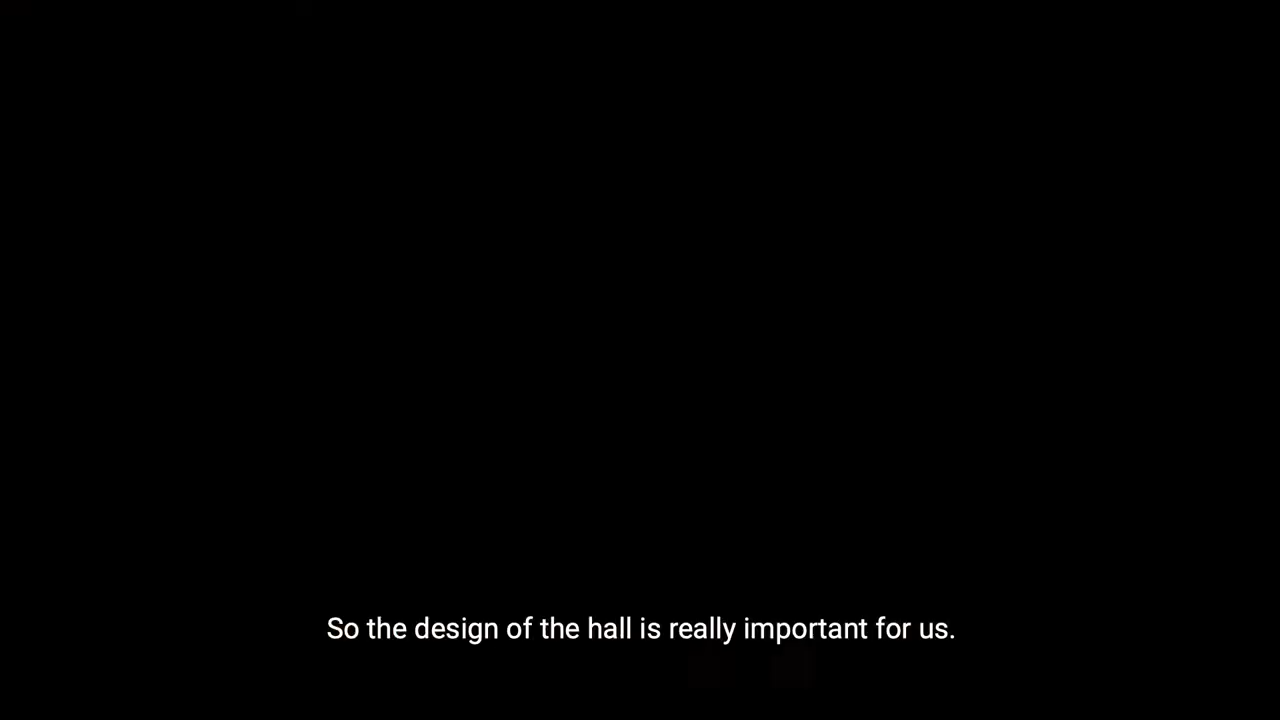 So the design of the hall is really important for us.